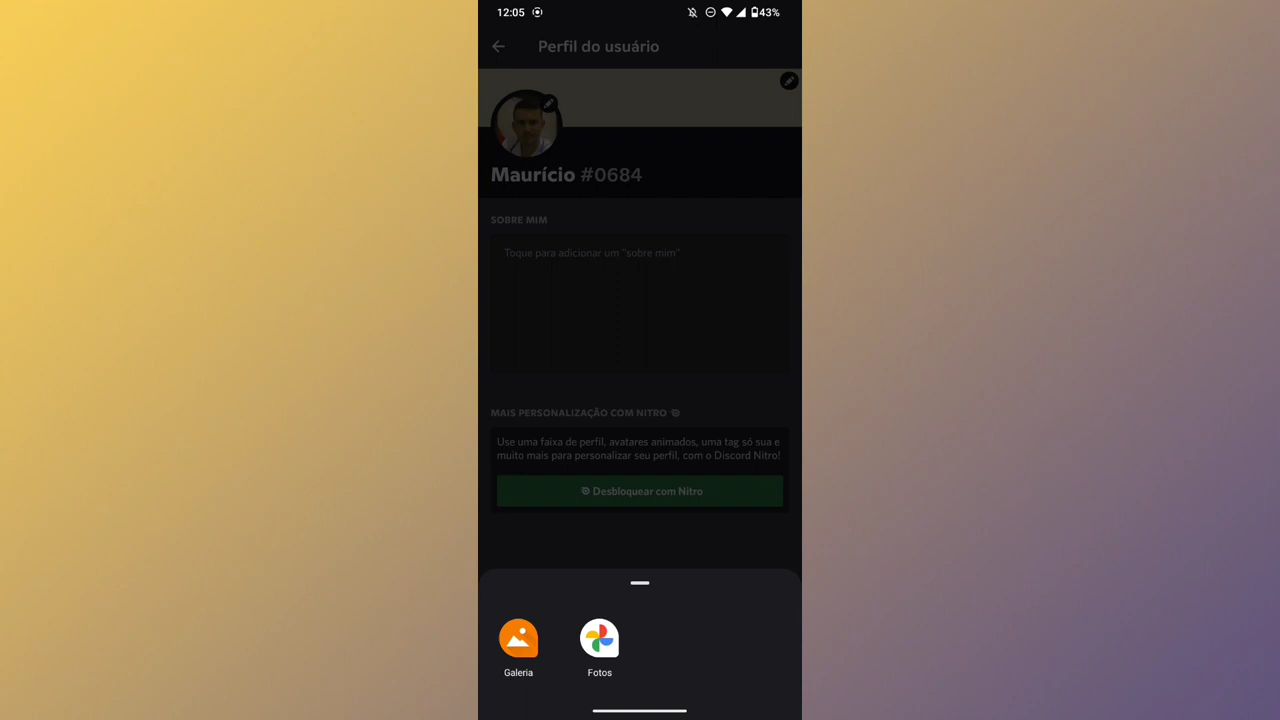 12:05
43%
Perfil do usuário
Maurício #0684
SOBRE MIM
Toque para adicionar um "sobre mim"
MAIS PERSONALIZAÇÃO COM NITRO
Use uma faixa de perfil, avatares animados, uma tag só sua e
muito mais para personalizar seu perfil, com o Discord Nitro!
Desbloquear com Nitro
Galeria
Fotos